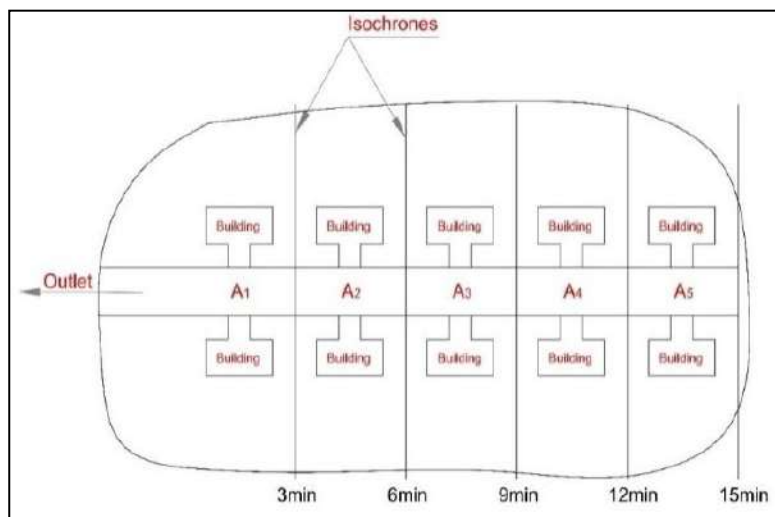 Isochrones
Building Building Building Building Building
Outlet A1 A2 A3 A4 A5
Building Building Building Building Building
3min 6min 9min 12min 15min